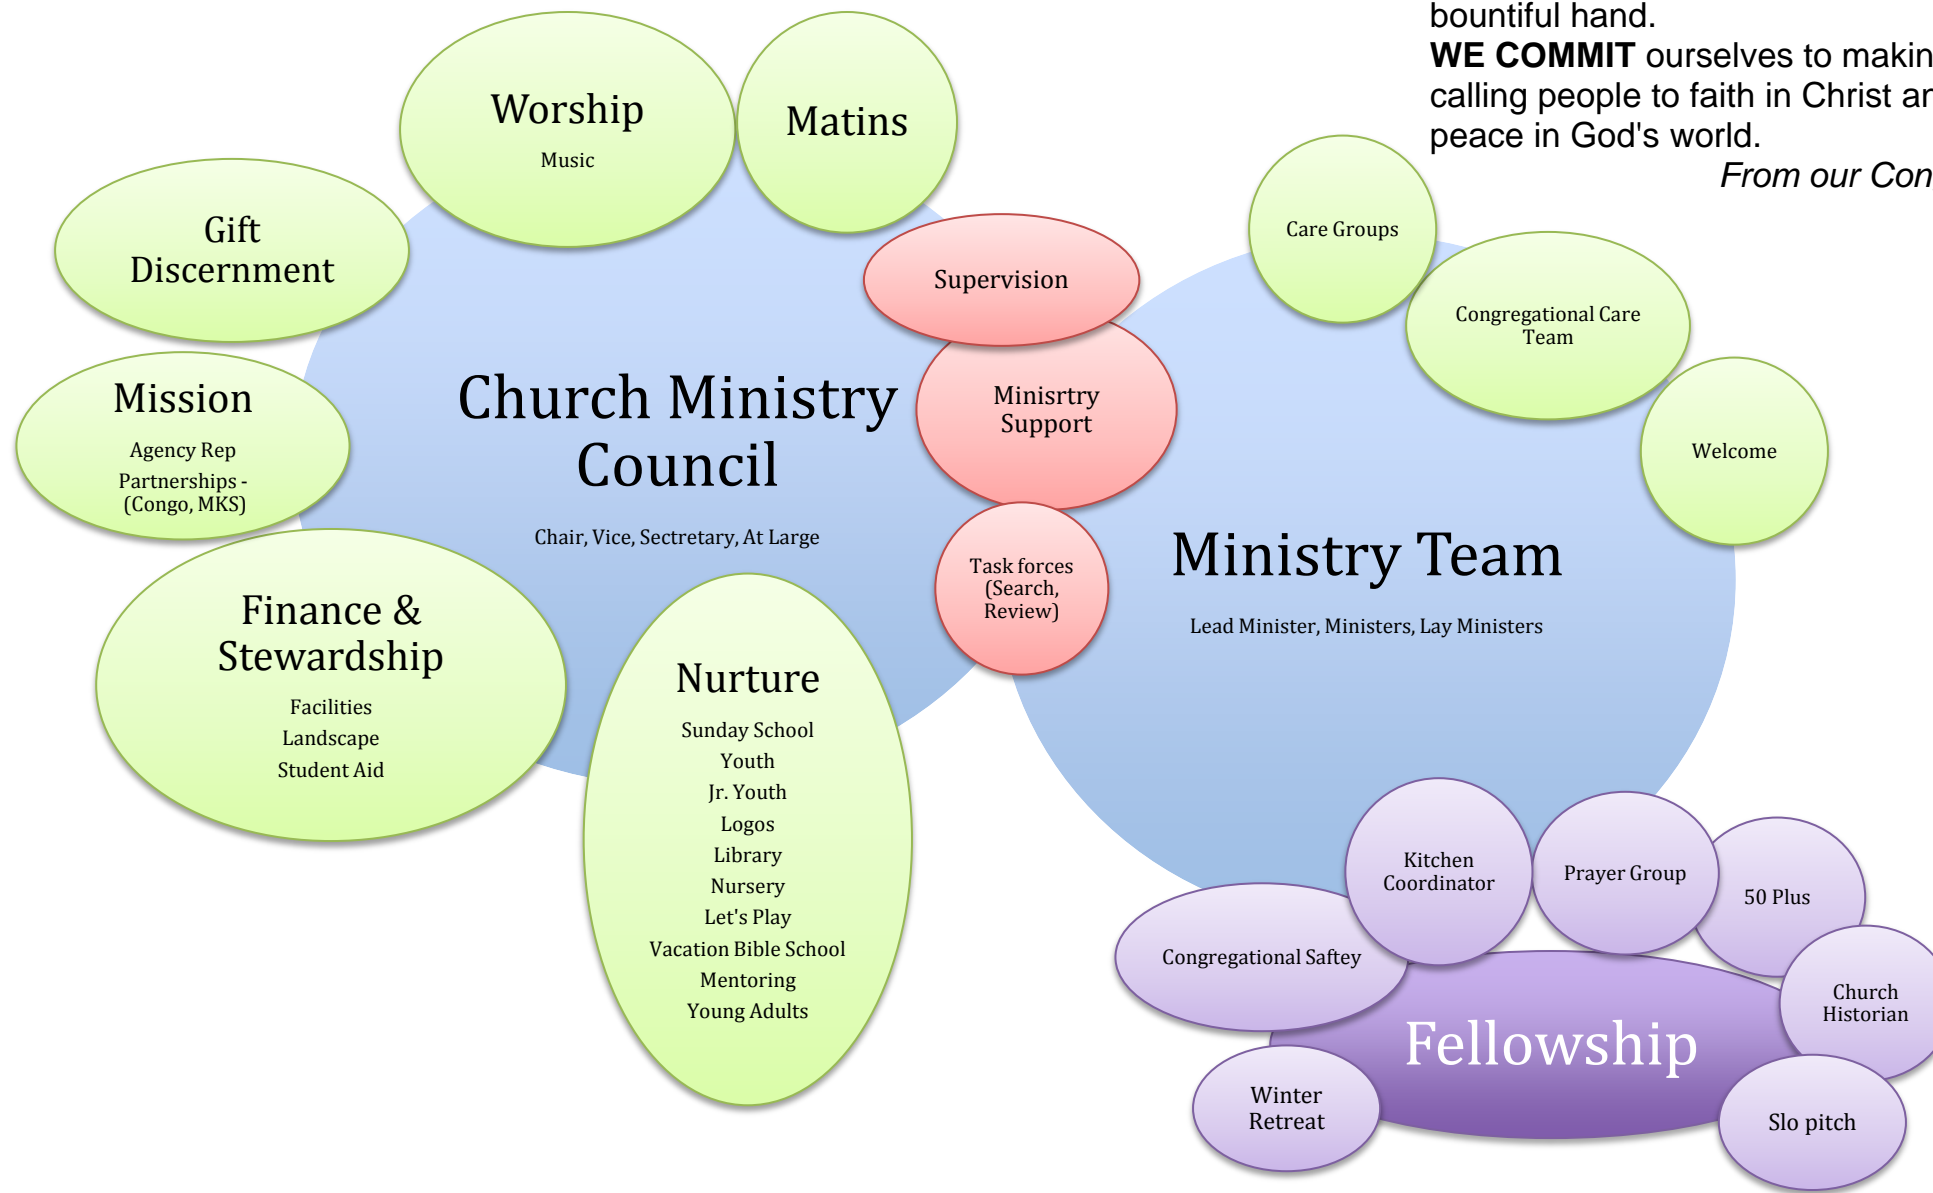 bountiful hand.
WE COMMIT ourselves to makin
calling people to faith in Christ an
peace in God's world.
From our Con
Worship
Music
Matins
Gift
Discernment
Mission
Agency Rep
Partnerships -
(Congo, MKS)
Church Ministry
Council
Chair, Vice, Sectretary, At Large
Finance &
Stewardship
Facilities
Landscape
Student Aid
Nurture
Sunday School
Youth
Jr. Youth
Logos
Library
Nursery
Let's Play
Vacation Bible School
Mentoring
Young Adults
Supervision
Minisrtry
Support
Task forces
(Search,
Review)
Care Groups
Congregational Care
Team
Welcome
Ministry Team
Lead Minister, Ministers, Lay Ministers
Kitchen
Coordinator
Prayer Group
50 Plus
Congregational Saftey
Church
Historian
Fellowship
Winter
Retreat
Slo pitch